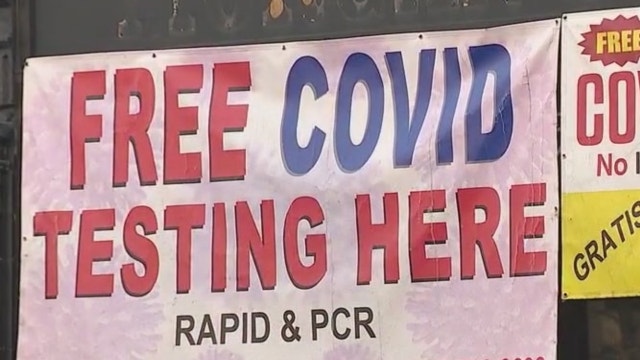 FREE COVID
TESTING HERE
RAPID & PCR
FREE
CO
No
GRATIS